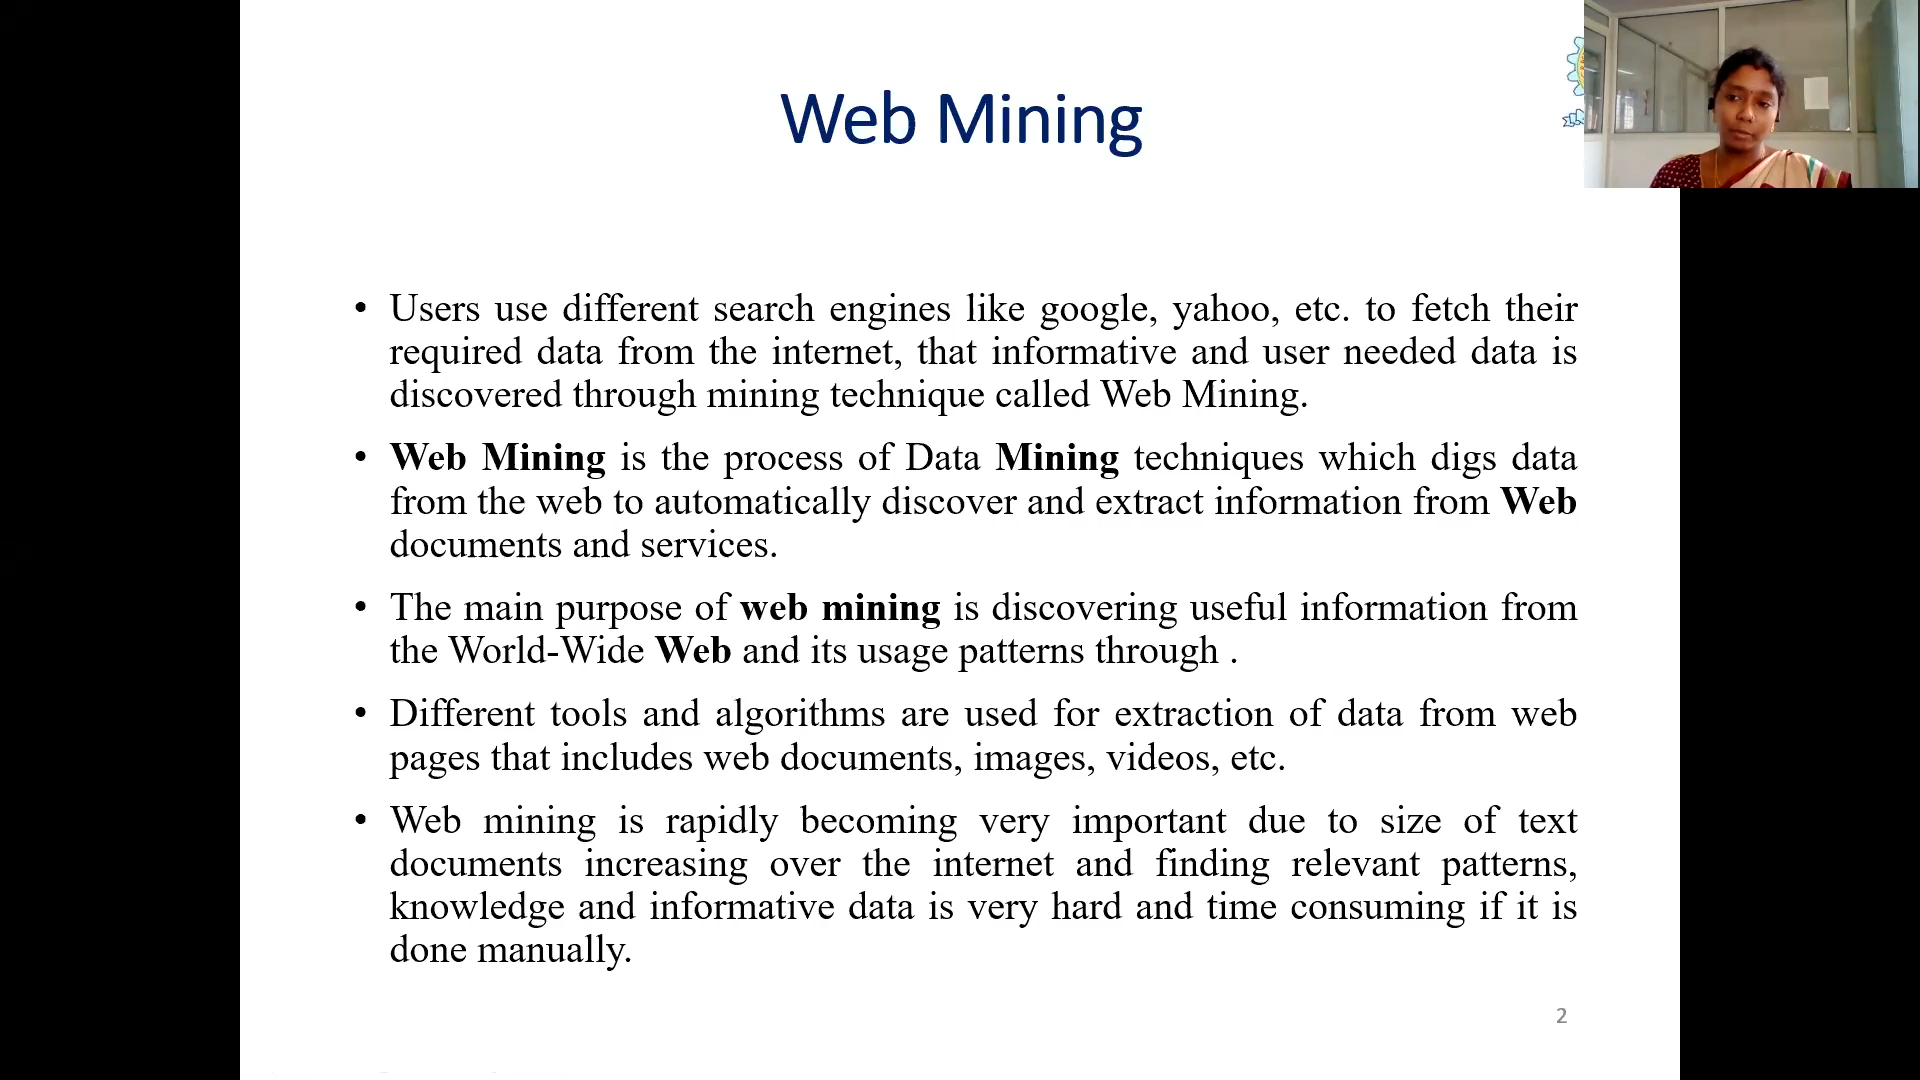 Web Mining
• Users use different search engines like google, yahoo, etc. to fetch their
required data from the internet, that informative and user needed data is
discovered through mining technique called Web Mining.
• Web Mining is the process of Data Mining techniques which digs data
from the web to automatically discover and extract information from Web
documents and services.
• The main purpose of web mining is discovering useful information from
the World-Wide Web and its usage patterns through .
• Different tools and algorithms are used for extraction of data from web
pages that includes web documents, images, videos, etc.
• Web mining is rapidly becoming very important due to size of text
documents increasing over the internet and finding relevant patterns,
knowledge and informative data is very hard and time consuming if it is
done manually.
2